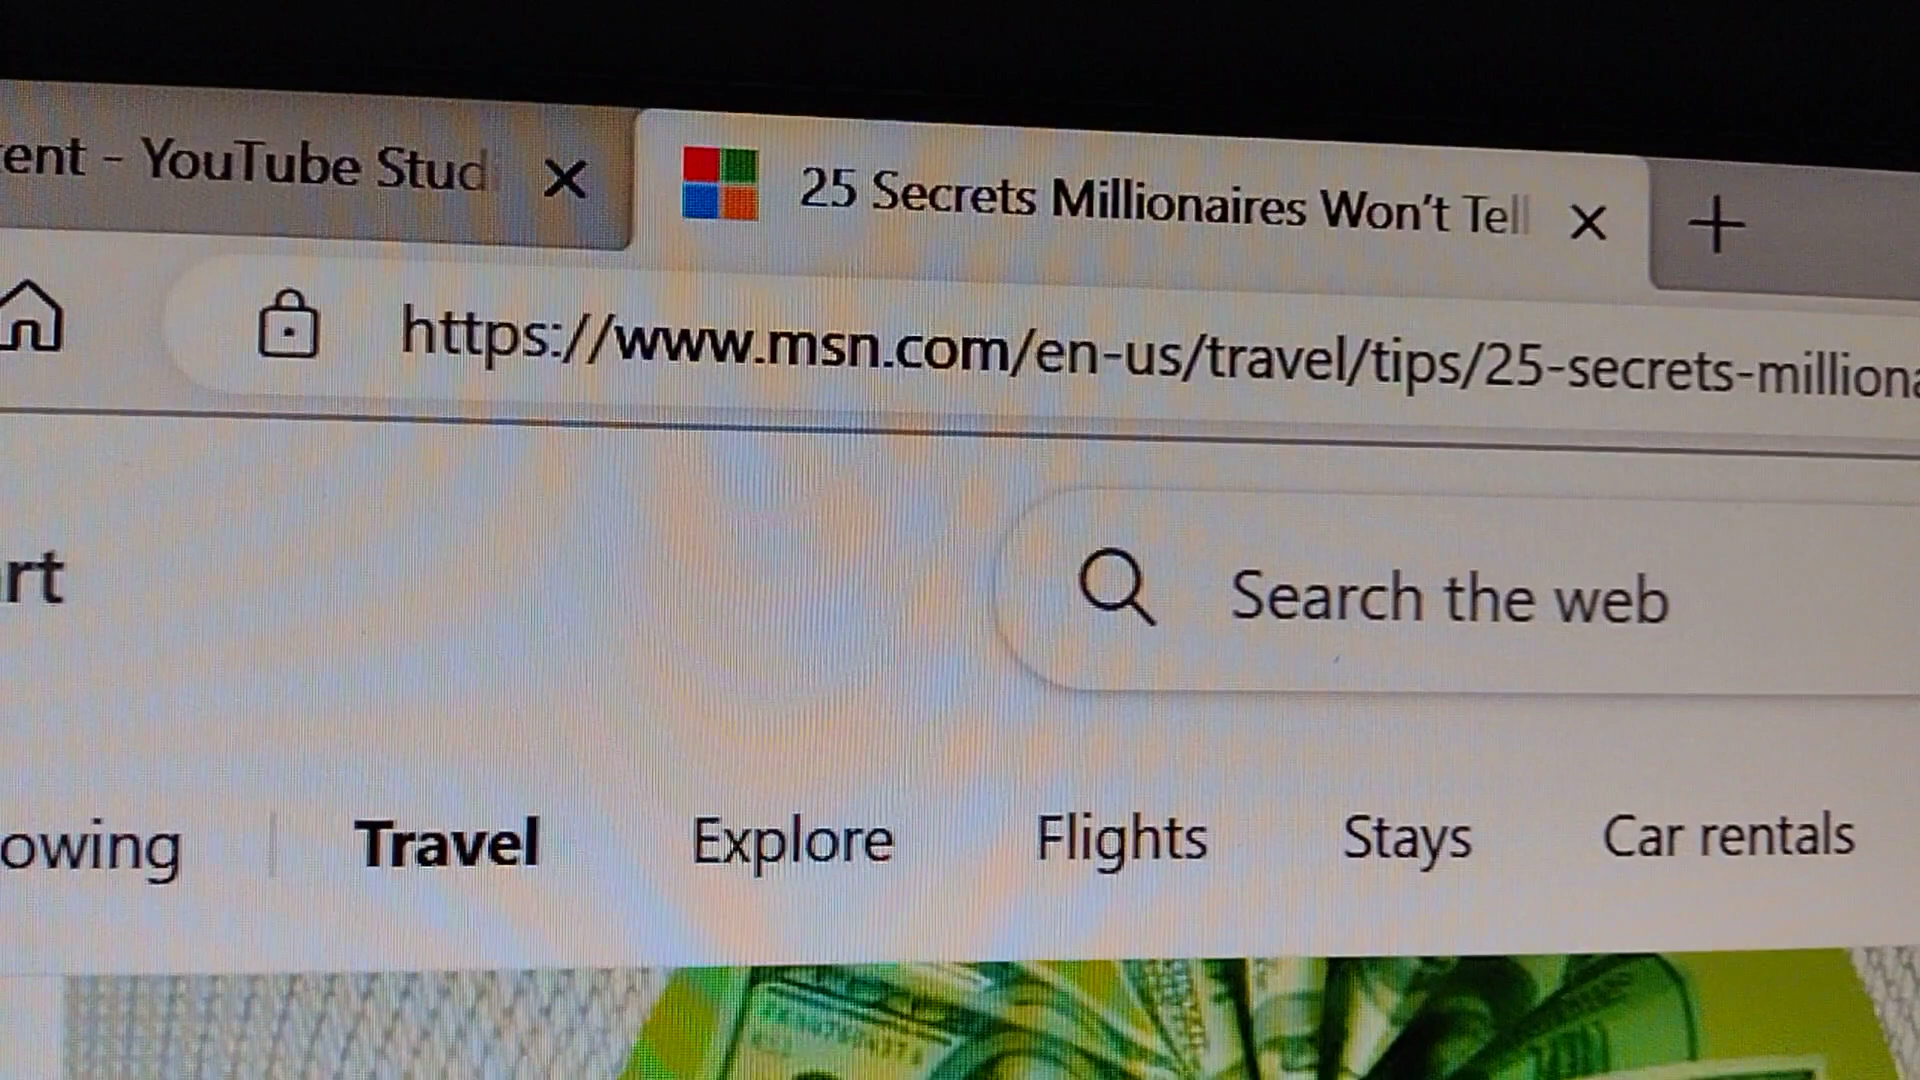 ent - YouTube Stud
25 Secrets Millionaires Won't Tell
https://www.msn.com/en-us/travel/tips/25-secrets-milliona
rt
Search the web
owing | Travel Explore Flights Stays Car rentals